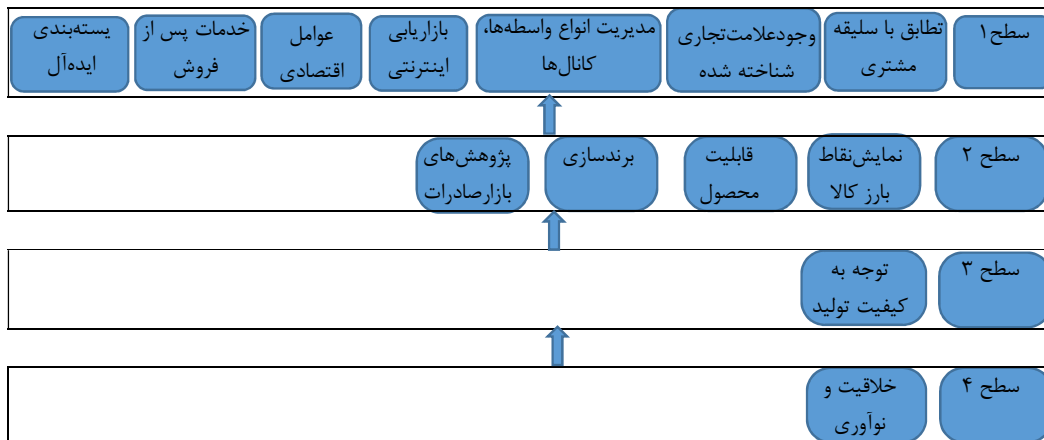 سطح۱
تطابق با سلیقه
مشتری
وجودعلامت‌تجاری
شناخته شده
مدیریت انواع واسطه‌ها،
کانال‌ها
بازاریابی
اینترنتی
عوامل
اقتصادی
خدمات پس از
فروش
یسته‌بندی
ایده‌آل
سطح ۲
نمایش‌نقاط
بارز کالا
قابلیت
محصول
برندسازی
پژوهش‌های
بازارصادرات
سطح ۳
توجه به
کیفیت تولید
سطح ۴
خلاقیت و
نوآوری